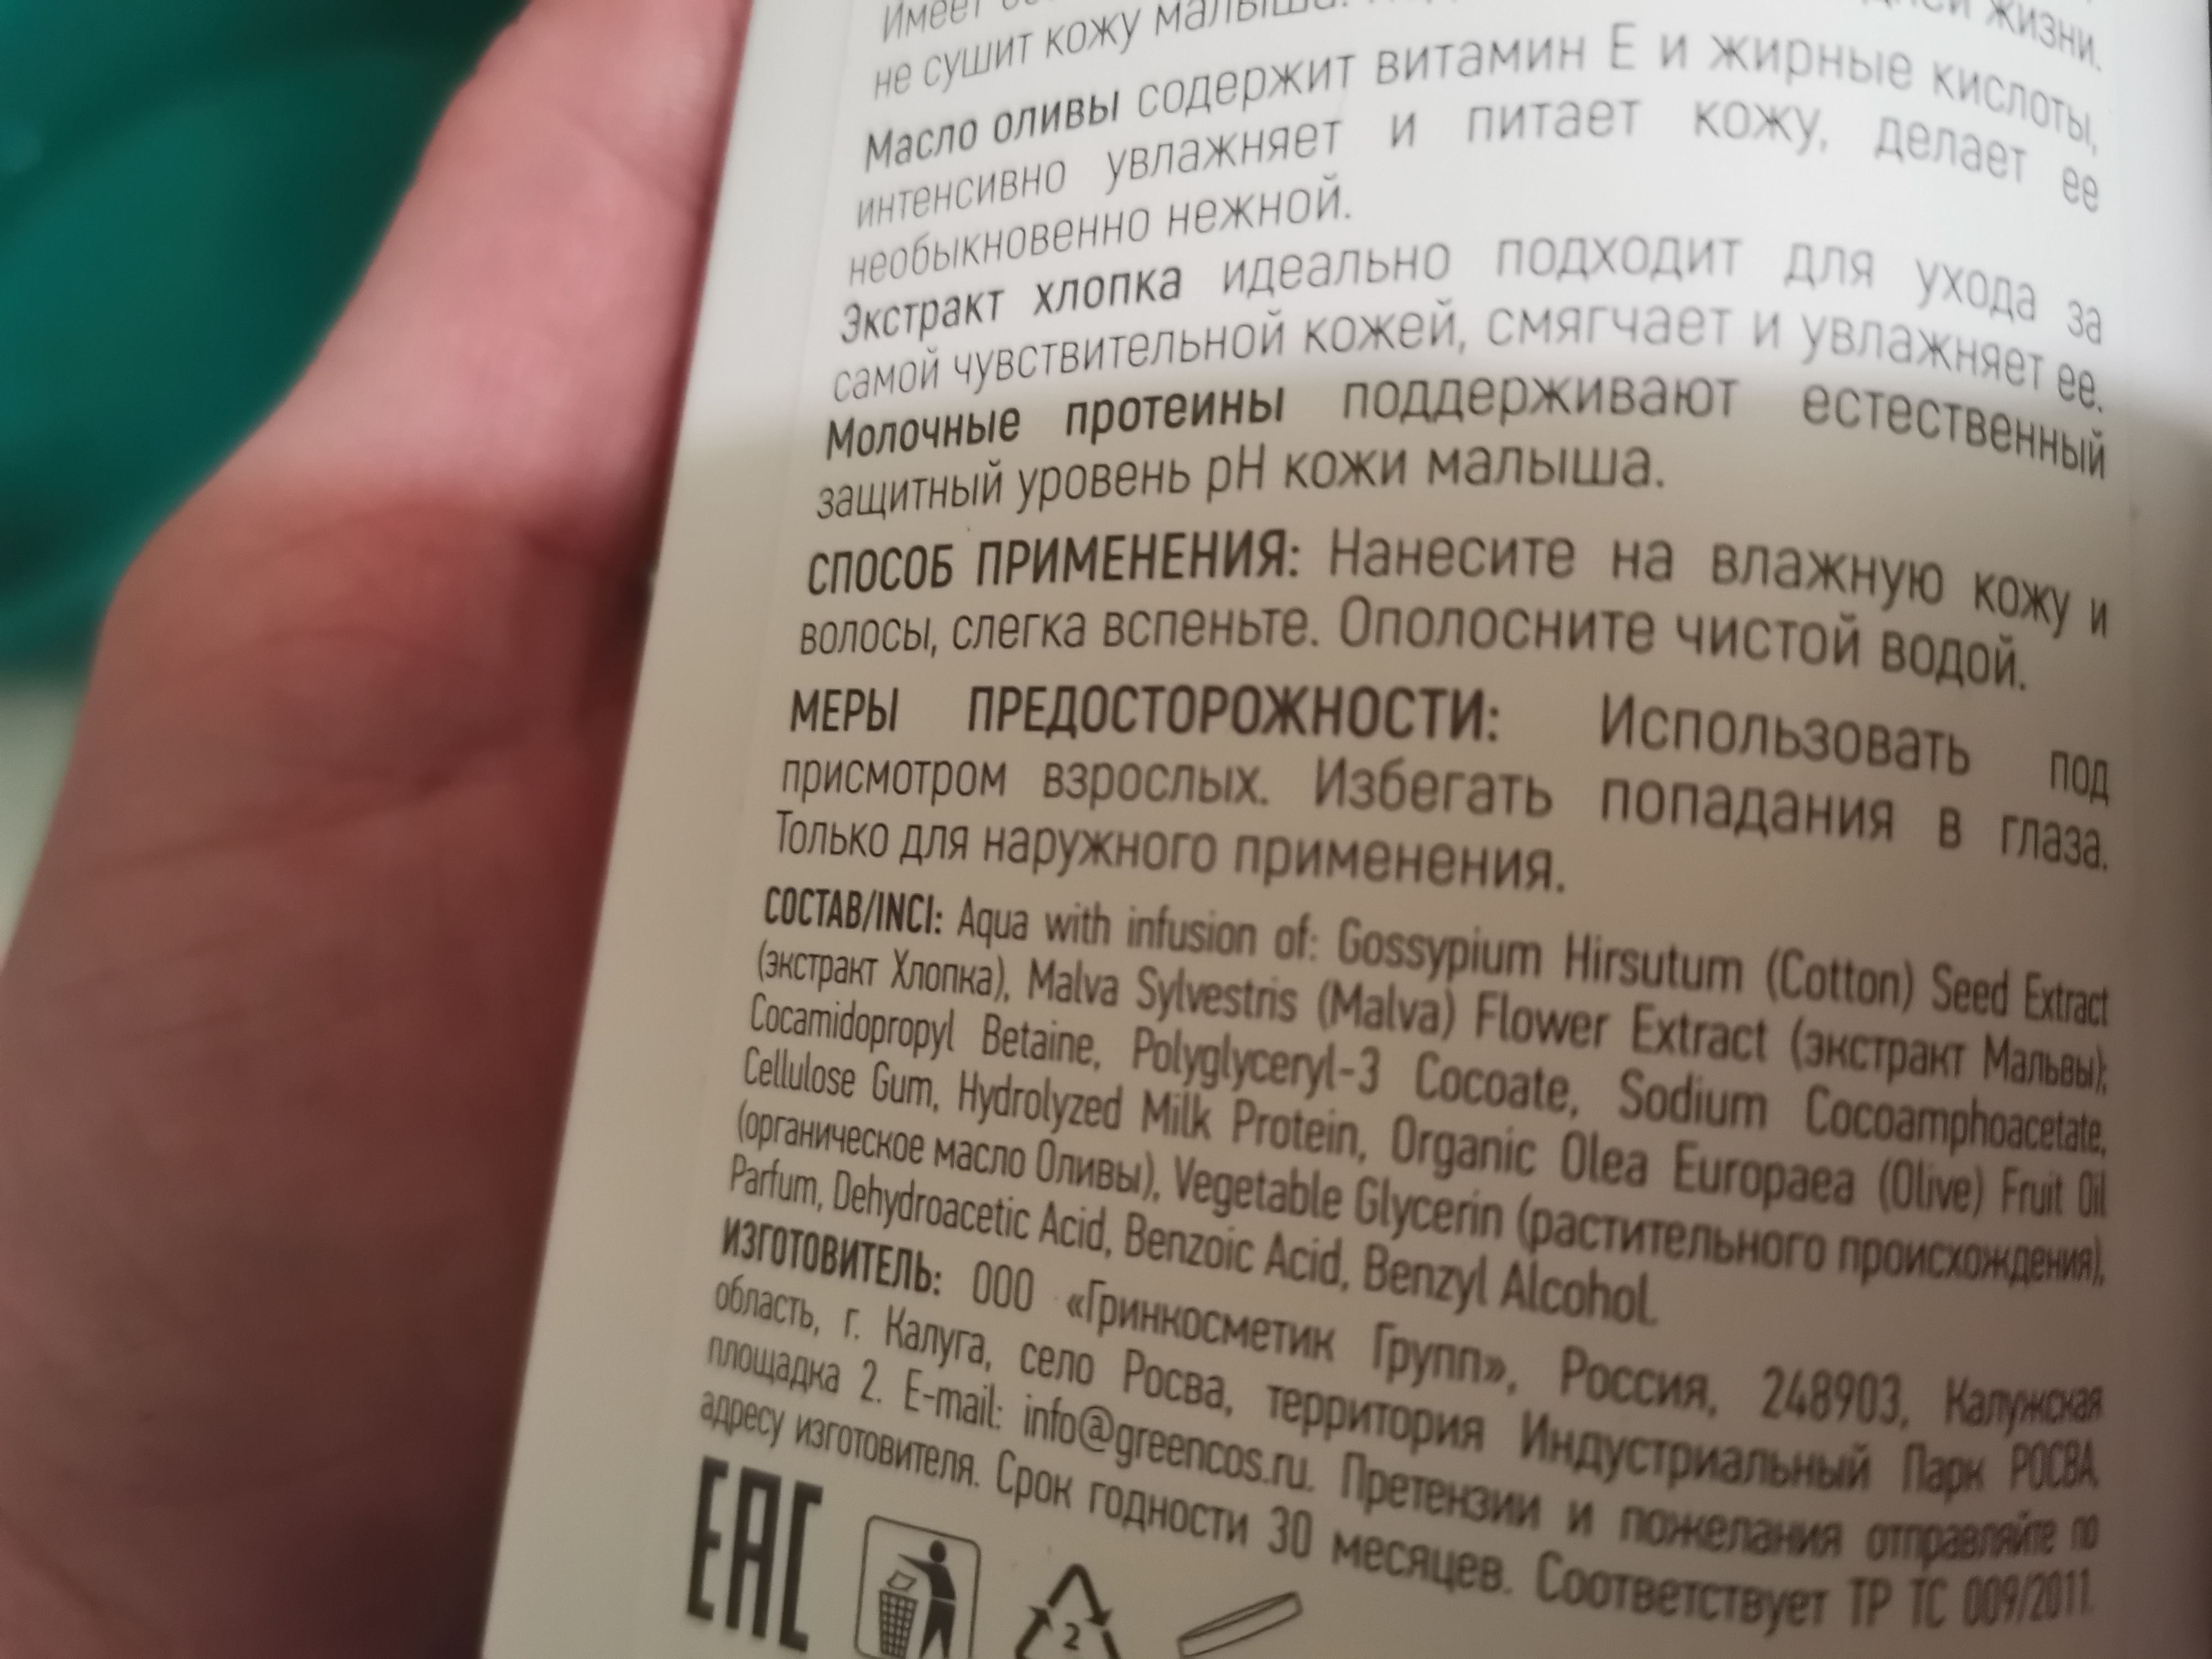 Имеет
не сушит кожу малыша. жизни.
Масло оливы содержит витамин Е и жирные кислоты,
интенсивно увлажняет и питает кожу, делает ее
необыкновенно нежной.
Экстракт хлопка идеально подходит для ухода за
самой чувствительной кожей, смягчает и увлажняет ее.
Молочные протеины поддерживают естественный
защитный уровень pH кожи малыша.
СПОСОБ ПРИМЕНЕНИЯ: Нанесите на влажную кожу и
волосы, слегка вспеньте. Ополосните чистой водой.
МЕРЫ ПРЕДОСТОРОЖНОСТИ: Использовать под
присмотром взрослых. Избегать попадания в глаза.
Только для наружного применения.
СОСТАВ/INCI: Aqua with infusion of: Gossypium Hirsutum (Cotton) Seed Extract
(экстракт Хлопка), Malva Sylvestris (Malva) Flower Extract (экстракт Мальвы);
Cocamidopropyl Betaine, Polyglyceryl-3 Cocoate, Sodium Cocoamphoacetate,
Cellulose Gum, Hydrolyzed Milk Protein, Organic Olea Europaea (Olive) Fruit Oil
(органическое масло Оливы), Vegetable Glycerin (растительного происхождения),
Parfum, Dehydroacetic Acid, Benzoic Acid, Benzyl Alcohol.
ИЗГОТОВИТЕЛЬ: ООО «Гринкосметик Групп», Россия, 248903, Калужская
область, г. Калуга, село Росва, территория Индустриальный Парк РОСВА,
площадка 2. E-mail: info@greencos.ru. Претензии и пожелания отправляйте по
адресу изготовителя. Срок годности 30 месяцев. Соответствует ТР ТС 009/2011.
EAC
2